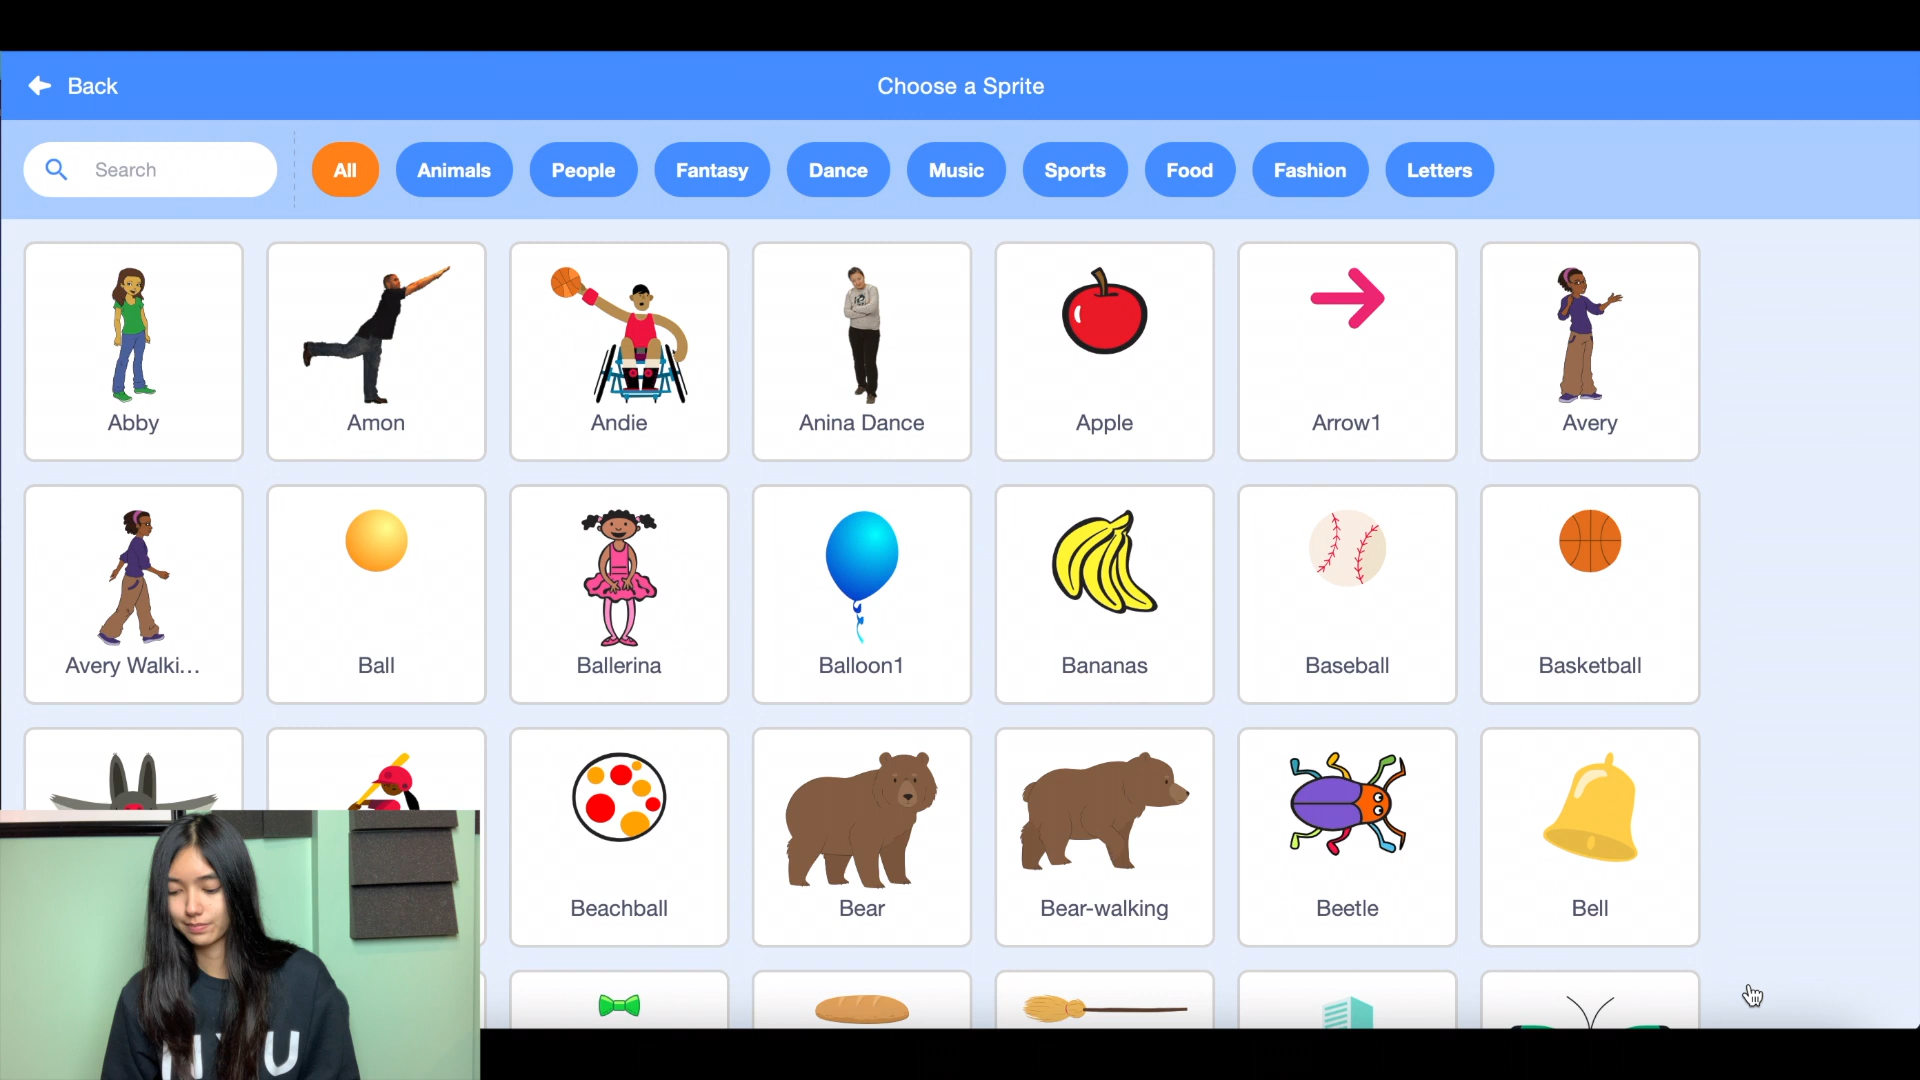 Back
Choose a Sprite
Search
All
Animals
People
Fantasy
Dance
Music
Sports
Food
Fashion
Letters
Abby
Amon
Andie
Anina Dance
Apple
Arrow1
Avery
Avery Walki...
Ball
Ballerina
Balloon1
Bananas
Baseball
Basketball
Beachball
Bear
Bear-walking
Beetle
Bell